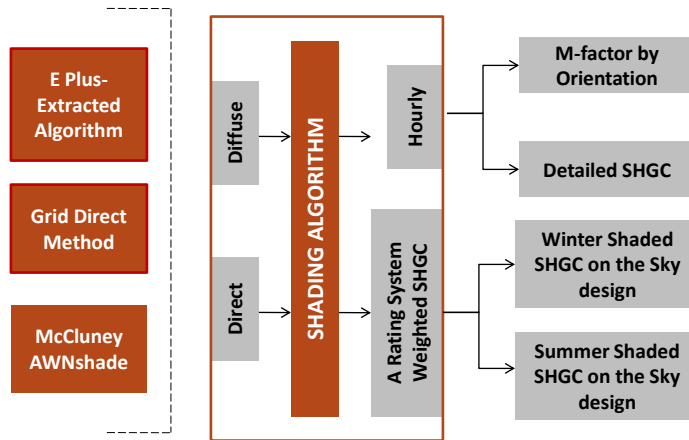 E Plus-
Extracted
Algorithm
Grid Direct
Method
McCluney
AWNshade
Diffuse
Direct
SHADING ALGORITHM
Hourly
A Rating System
Weighted SHGC
M-factor by
Orientation
Detailed SHGC
Winter Shaded
SHGC on the Sky
design
Summer Shaded
SHGC on the Sky
design